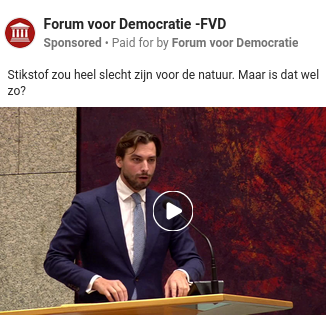 Forum voor Democratie -FVD
Sponsored • Paid for by Forum voor Democratie
Stikstof zou heel slecht zijn voor de natuur. Maar is dat wel
zo?